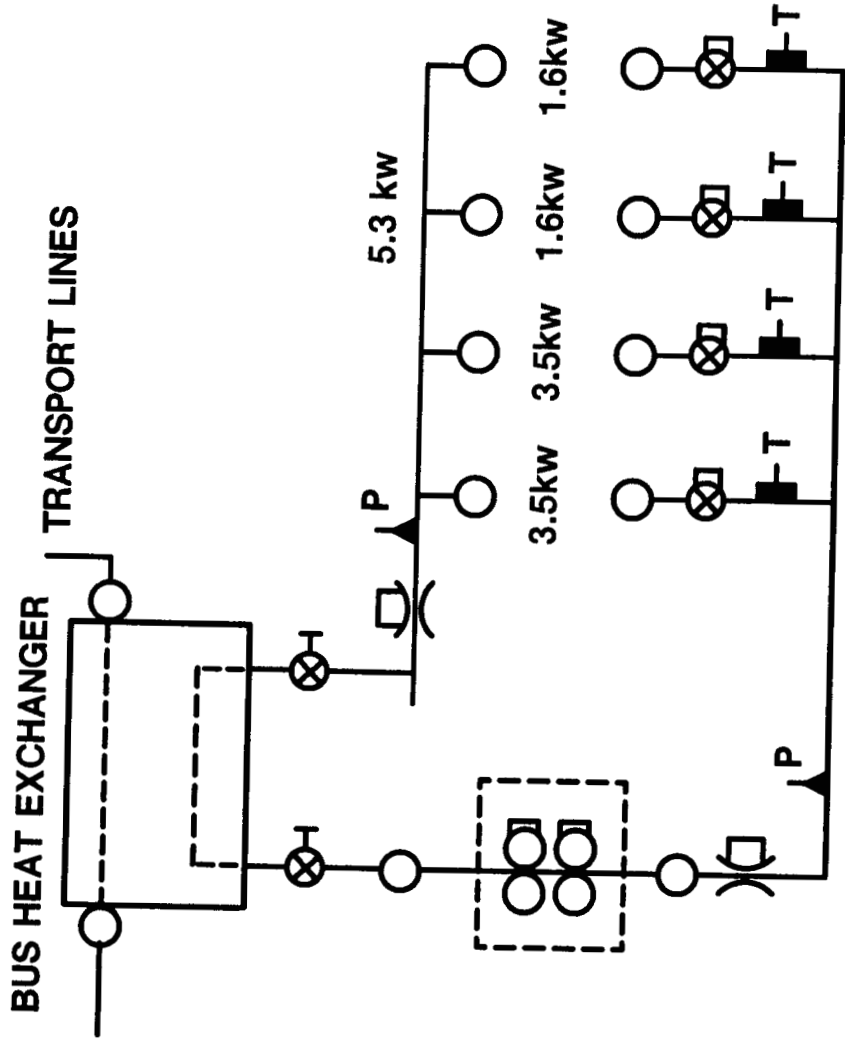 BUS HEAT EXCHANGER
TRANSPORT LINES
P
5.3 kw
3.5kw
3.5kw
1.6kw
1.6kw
T
T
T
T
P